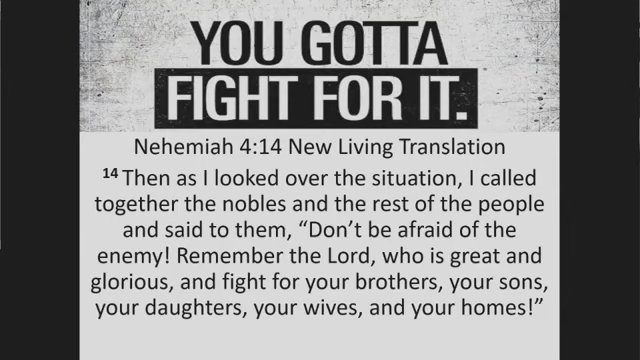 YOU GOTTA
FIGHT FOR IT.
Nehemiah 4:14 New Living Translation
14 Then as I looked over the situation, I called
together the nobles and the rest of the people
and said to them, “Don’t be afraid of the
enemy! Remember the Lord, who is great and
glorious, and fight for your brothers, your sons,
your daughters, your wives, and your homes!”